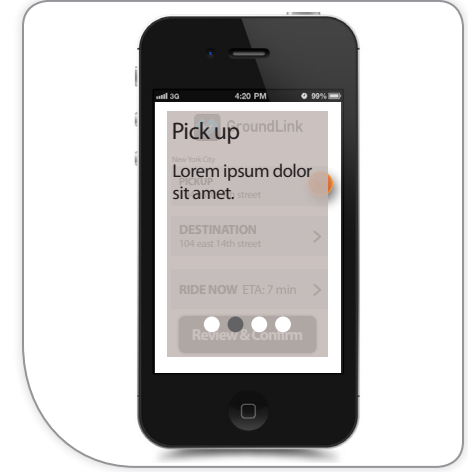 3G 4:20 PM 99%
GroundLink
Pick up
New York City
Lorem ipsum dolor
PICKUP
sit amet.
street
DESTINATION
104 east 14th street
RIDE NOW ETA: 7 min
Review & Confirm